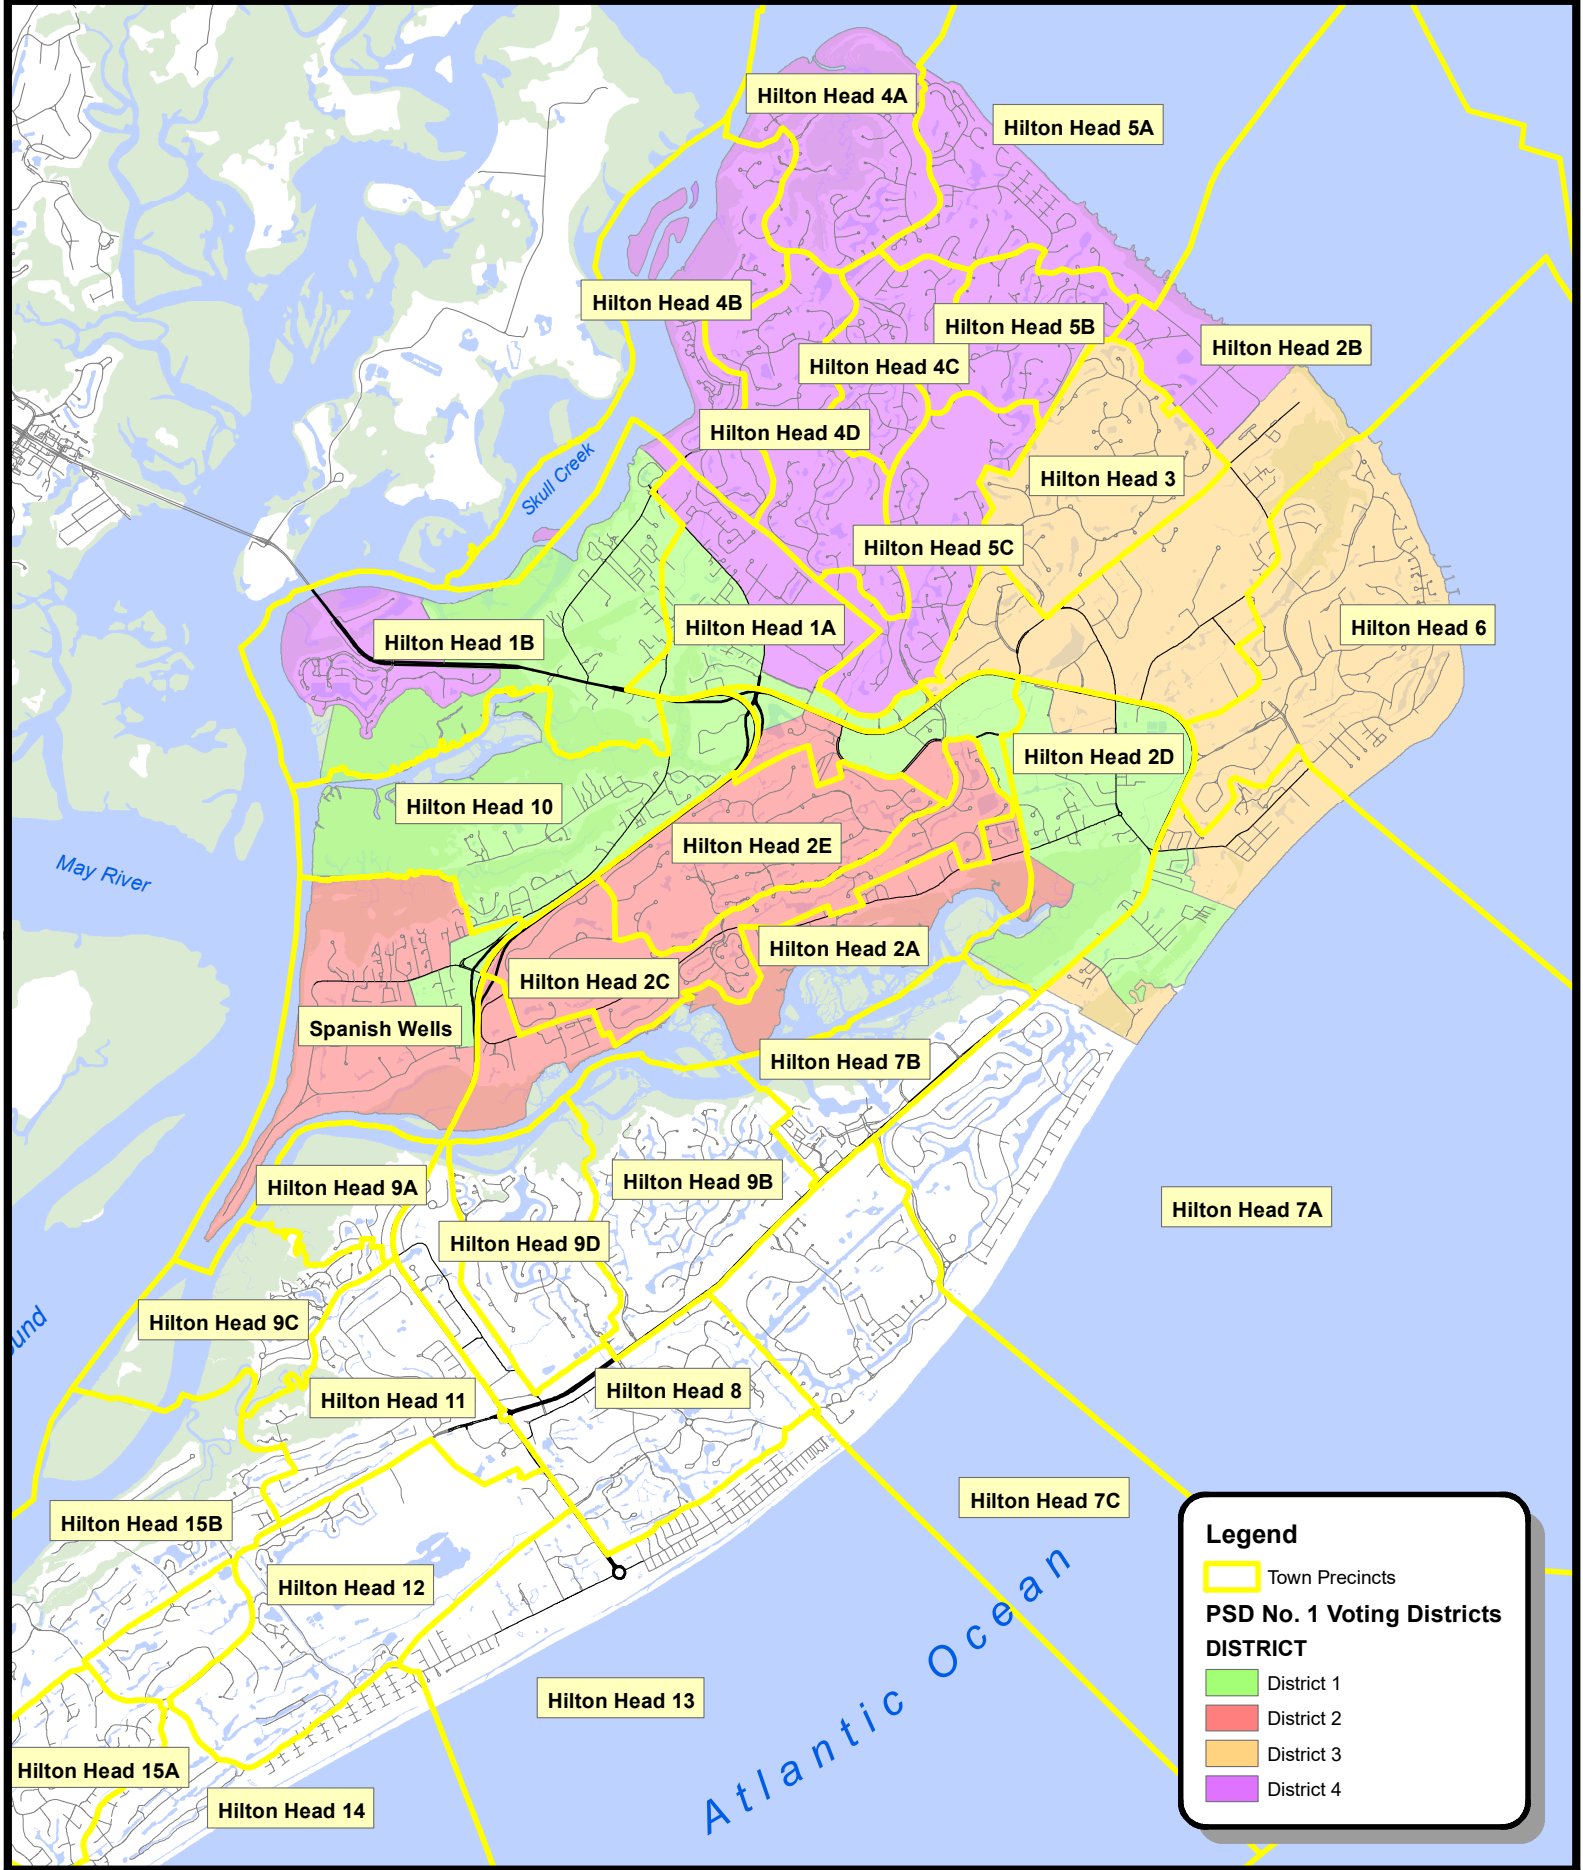 Hilton Head 4A
Hilton Head 5A
Hilton Head 4B
Hilton Head 5B
Hilton Head 2B
Hilton Head 4C
Hilton Head 4D
Skull Creek
Hilton Head 3
Hilton Head 5C
Hilton Head 1A
Hilton Head 6
Hilton Head 1B
Hilton Head 2D
Hilton Head 10
Hilton Head 2E
May River
Hilton Head 2A
Hilton Head 2C
Spanish Wells
Hilton Head 7B
Hilton Head 9A
Hilton Head 9B
Hilton Head 7A
Hilton Head 9D
Hilton Head 9C
ound
Hilton Head 11
Hilton Head 8
Hilton Head 7C
Hilton Head 15B
Hilton Head 12
Atlantic Ocean
Hilton Head 13
Hilton Head 15A
Hilton Head 14
Legend
Town Precincts
PSD No. 1 Voting Districts
DISTRICT
District 1
District 2
District 3
District 4